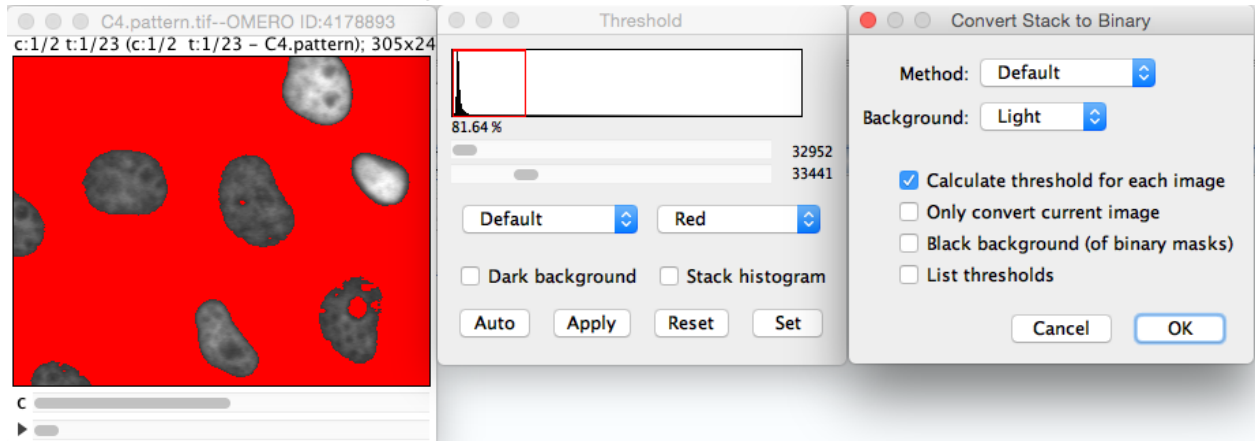 C4.pattern.tif--OMERO ID:4178893
c:1/2 t:1/23 (c:1/2 t:1/23 - C4.pattern); 305x24
C
Threshold
81.64 %
32952
33441
Default
Red
Dark background
Stack histogram
Auto
Apply
Reset
Set
Convert Stack to Binary
Method: Default
Background: Light
Calculate threshold for each image
Only convert current image
Black background (of binary masks)
List thresholds
Cancel
OK